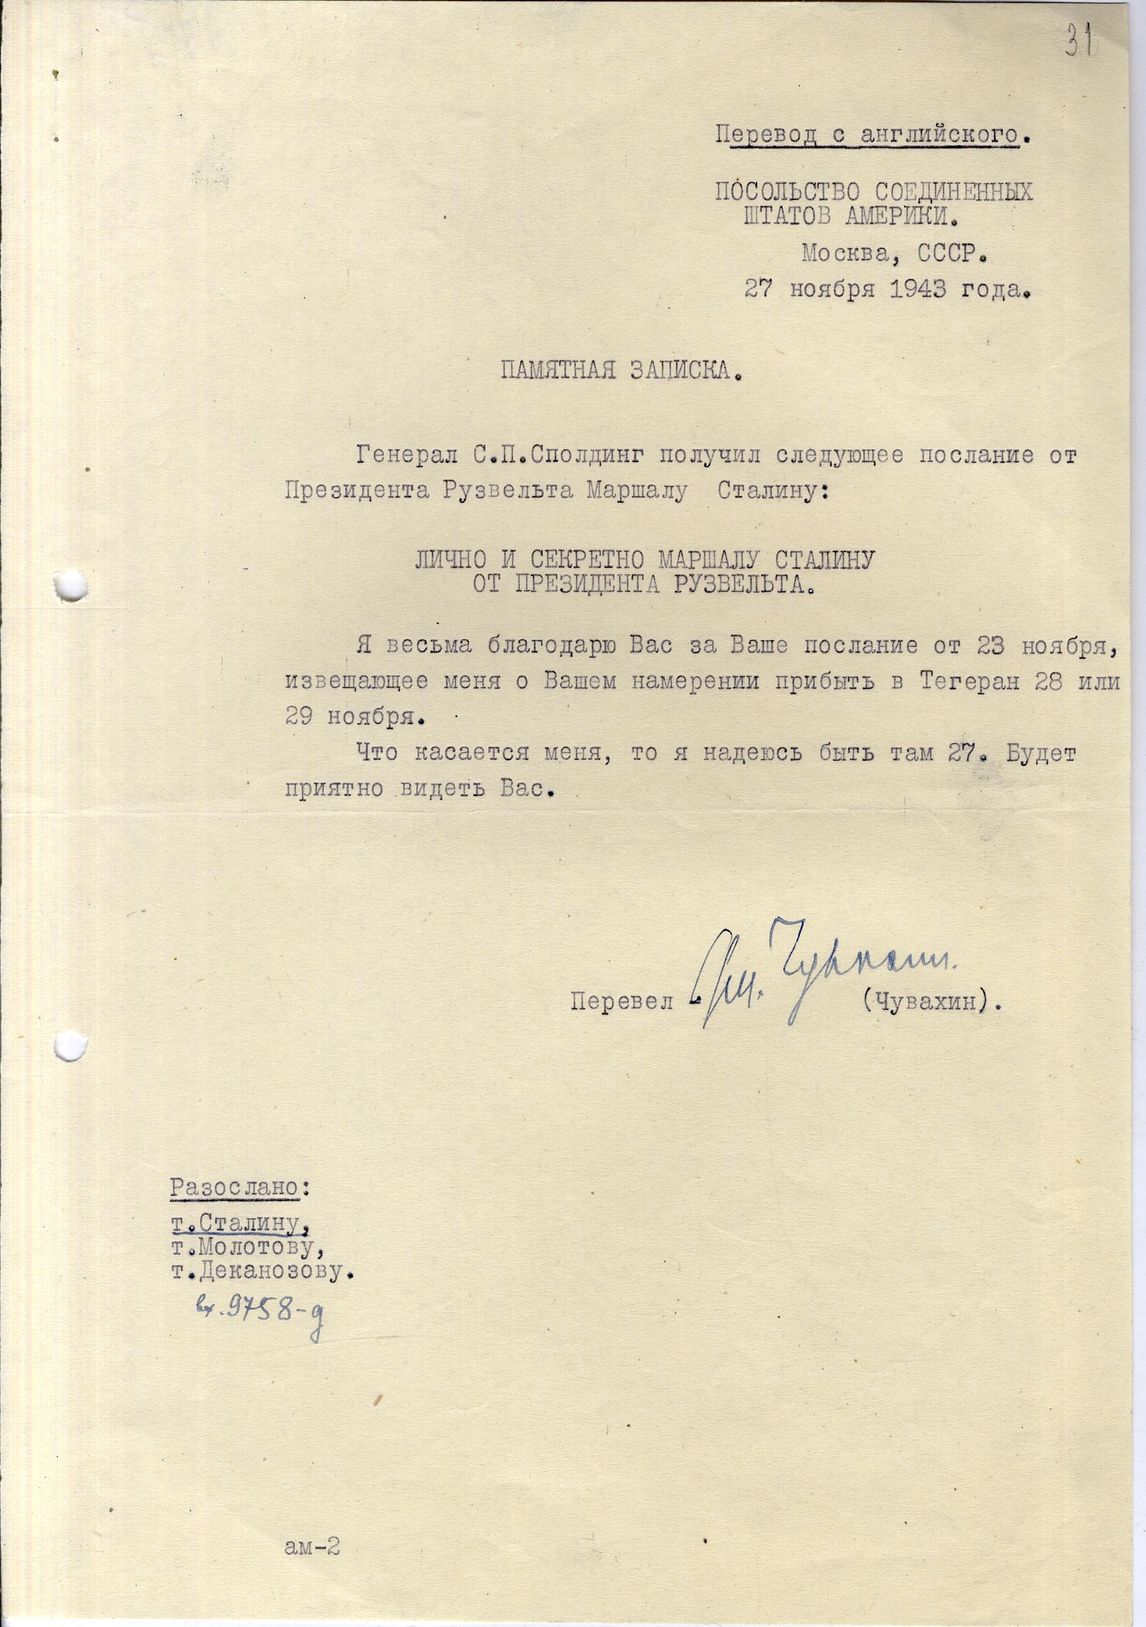 31
Перевод с английского.
ПОСОЛЬСТВО СОЕДИНЕННЫХ
ШТАТОВ АМЕРИКИ.
Москва, СССР.
27 ноября 1943 года.
ПАМЯТНАЯ ЗАПИСКА.
Генерал С.П.Сполдинг получил следующее послание от
Президента Рузвельта Маршалу Сталину:
ЛИЧНО И СЕКРЕТНО МАРШАЛУ СТАЛИНУ
ОТ ПРЕЗИДЕНТА РУЗВЕЛЬТА.
Я весьма благодарю Вас за Ваше послание от 23 ноября,
извещающее меня о Вашем намерении прибыть в Тегеран 28 или
29 ноября.
Что касается меня, то я надеюсь быть там 27. Будет
приятно видеть Вас.
Перевел (Чувахин).
Разослано:
т.Сталину,
т.Молотову,
т.Деканозову.
вх.9758-д
ам-2